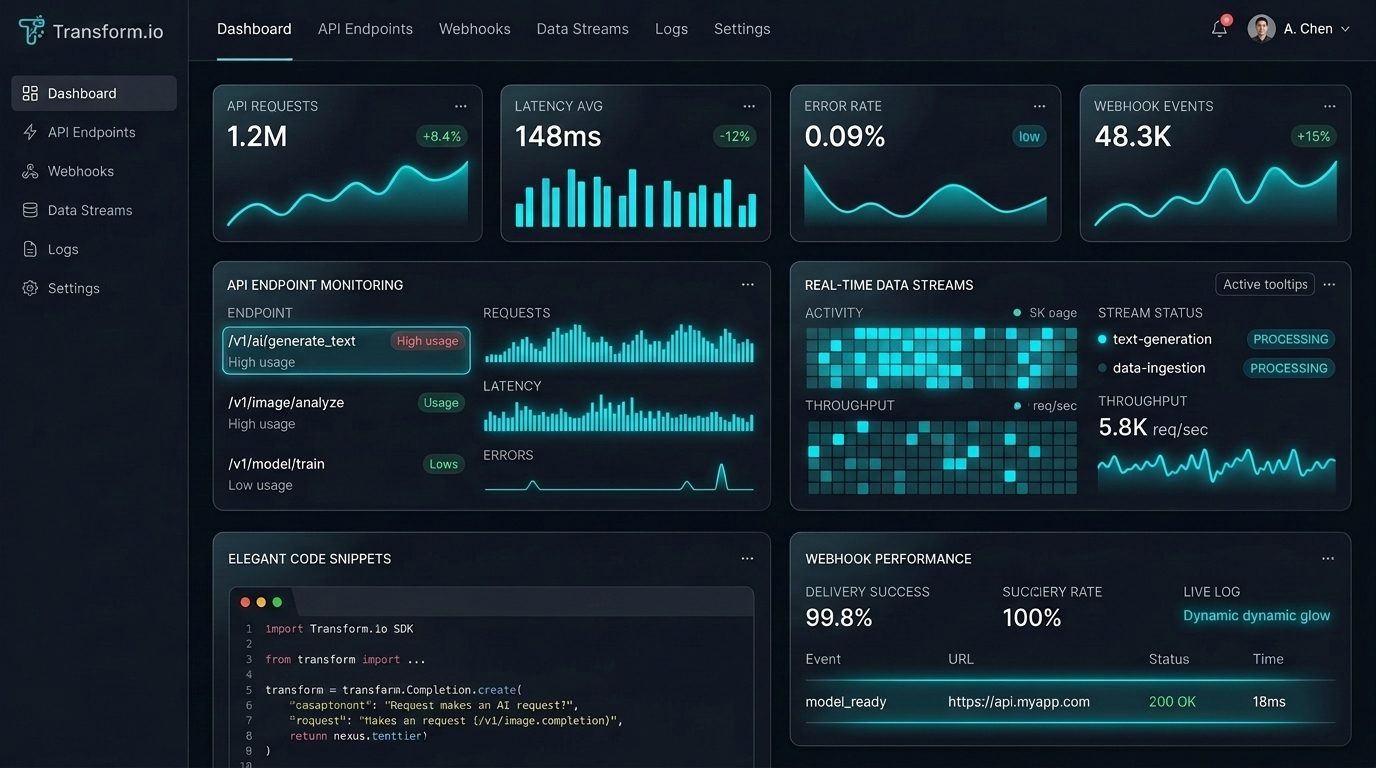 Transform.io
Dashboard
API Endpoints
Webhooks
Data Streams
Logs
Settings
A. Chen
Dashboard
API Endpoints
Webhooks
Data Streams
Logs
Settings
API REQUESTS
1.2M
+8.4%
LATENCY AVG
148ms
-12%
ERROR RATE
0.09%
low
WEBHOOK EVENTS
48.3K
+15%
API ENDPOINT MONITORING
ENDPOINT
/v1/ai/generate_text
High usage
High usage
/v1/image/analyze
Usage
High usage
/v1/model/train
Lows
Low usage
REQUESTS
LATENCY
ERRORS
REAL-TIME DATA STREAMS
Active tooltips
ACTIVITY
SK
THROUGHPUT
req/sec
STREAM STATUS
text-generation
PROCESSING
data-ingestion
PROCESSING
THROUGHPUT
5.8K req/sec
ELEGANT CODE SNIPPETS
1 import Transform.io SDK
2
3 from transform import ...
4
5 transform = transfarm.Completion.create(
6 "casaptonont": "Request makes an AI request?",
7 "roquest": "Makes an request (/v1/image.completion)",
8 return nexus.
9 )
10
WEBHOOK PERFORMANCE
DELIVERY SUCCESS
99.8%
RATE
100%
LIVE LOG
Dynamic dynamic glow
Event
URL
Status
Time
model_ready
https://api.myapp.com
200 OK
18ms